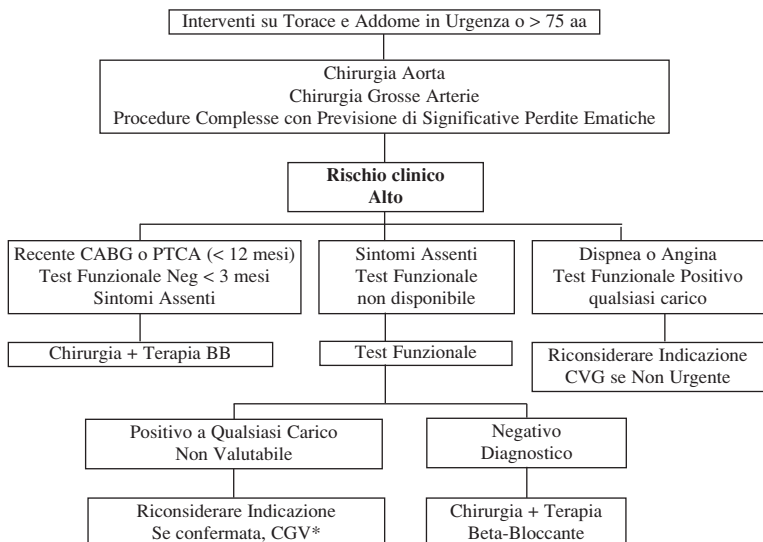 Interventi su Torace e Addome in Urgenza o > 75 aa
Chirurgia Aorta
Chirurgia Grosse Arterie
Procedure Complesse con Previsione di Significative Perdite Ematiche
Rischio clinico
Alto
Recente CABG o PTCA (< 12 mesi)
Test Funzionale Neg < 3 mesi
Sintomi Assenti
Sintomi Assenti
Test Funzionale
non disponibile
Dispnea o Angina
Test Funzionale Positivo
qualsiasi carico
Chirurgia + Terapia BB
Test Funzionale
Riconsiderare Indicazione
CVG se Non Urgente
Positivo a Qualsiasi Carico
Non Valutabile
Negativo
Diagnostico
Riconsiderare Indicazione
Se confermata, CGV*
Chirurgia + Terapia
Beta-Bloccante